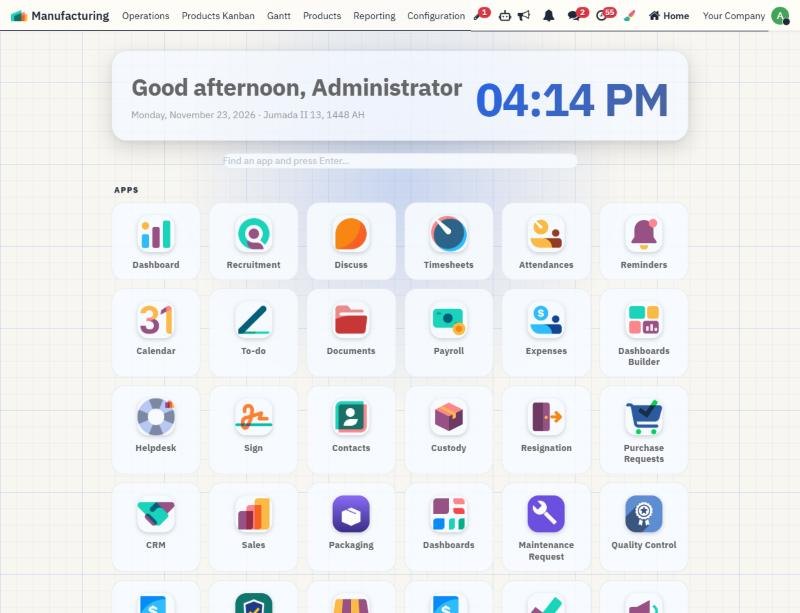 Manufacturing Operations Products Kanban Gantt Products Reporting Configuration 1 2 55 Home Your Company A
Good afternoon, Administrator
04:14 PM
Monday, November 23, 2026 · Jumada II 13, 1448 AH
Find an app and press Enter...
APPS
Dashboard Recruitment Discuss Timesheets Attendances Reminders
31 $
Calendar To-do Documents Payroll Expenses Dashboards
Builder
Helpdesk Sign Contacts Custody Resignation Purchase
Requests
CRM Sales Packaging Dashboards Maintenance Quality Control
Request
$ $